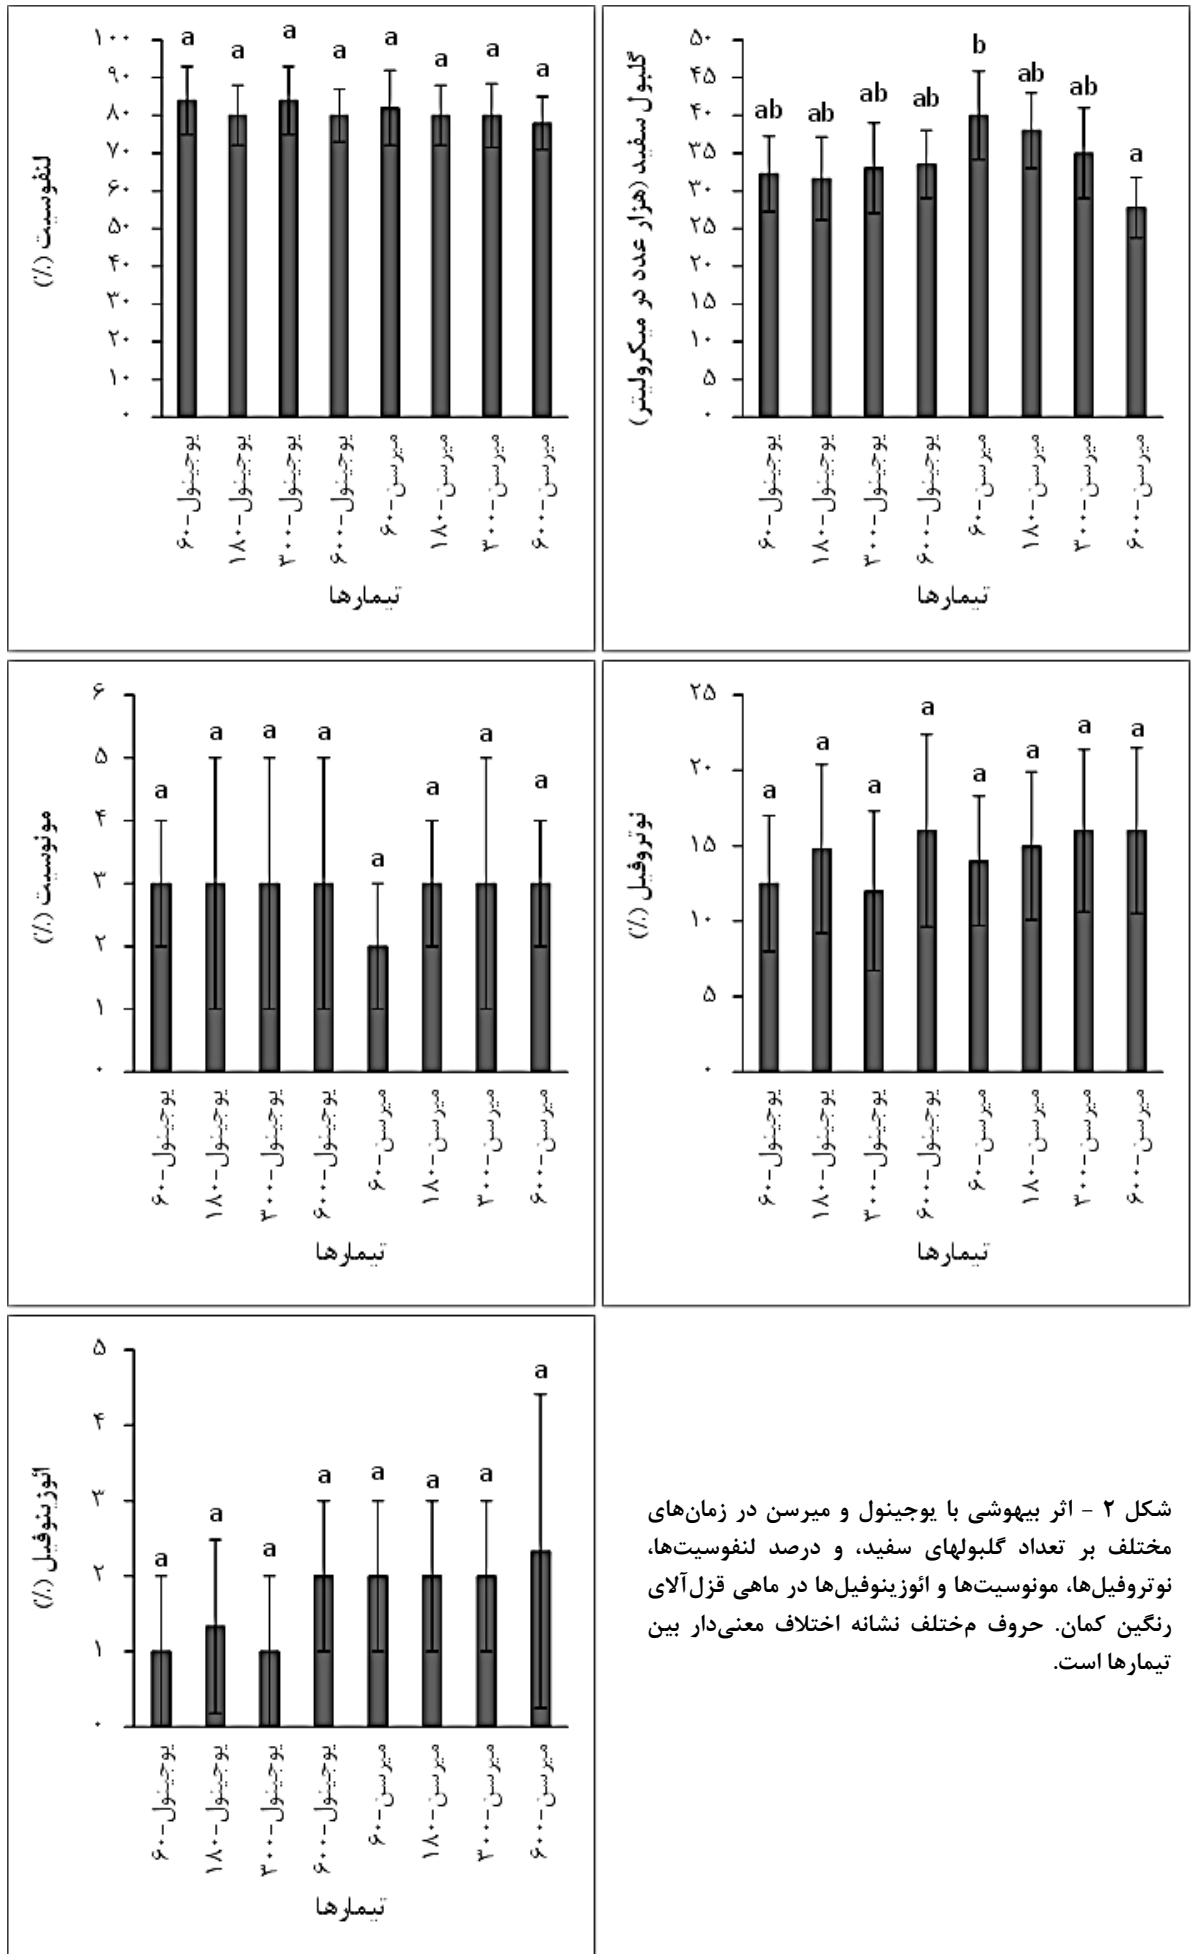 گلبول سفید (هزار عدد در میکرولیتر)
۵۰
۴۵
۴۰
۳۵
۳۰
۲۵
۲۰
۱۵
۱۰
۵
۰
ab ab ab ab b ab ab a
یوجینول-۶۰
یوجینول-۱۸۰
یوجینول-۳۰۰
یوجینول-۶۰۰
میرسن-۶۰
میرسن-۱۸۰
میرسن-۳۰۰
میرسن-۶۰۰
تیمارها
لنفوسیت (٪)
۱۰۰
۹۰
۸۰
۷۰
۶۰
۵۰
۴۰
۳۰
۲۰
۱۰
۰
a a a a a a a a
یوجینول-۶۰
یوجینول-۱۸۰
یوجینول-۳۰۰
یوجینول-۶۰۰
میرسن-۶۰
میرسن-۱۸۰
میرسن-۳۰۰
میرسن-۶۰۰
تیمارها
نوتروفیل (٪)
۲۵
۲۰
۱۵
۱۰
۵
۰
a a a a a a a a
یوجینول-۶۰
یوجینول-۱۸۰
یوجینول-۳۰۰
یوجینول-۶۰۰
میرسن-۶۰
میرسن-۱۸۰
میرسن-۳۰۰
میرسن-۶۰۰
تیمارها
مونوسیت (٪)
۶
۵
۴
۳
۲
۱
۰
a a a a a a a a
یوجینول-۶۰
یوجینول-۱۸۰
یوجینول-۳۰۰
یوجینول-۶۰۰
میرسن-۶۰
میرسن-۱۸۰
میرسن-۳۰۰
میرسن-۶۰۰
تیمارها
ائوزینوفیل (٪)
۵
۴
۳
۲
۱
۰
a a a a a a a a
یوجینول-۶۰
یوجینول-۱۸۰
یوجینول-۳۰۰
یوجینول-۶۰۰
میرسن-۶۰
میرسن-۱۸۰
میرسن-۳۰۰
میرسن-۶۰۰
تیمارها
شکل ۲ - اثر بیهوشی با یوجینول و میرسن در زمان‌های
مختلف بر تعداد گلبولهای سفید، و درصد لنفوسیت‌ها،
نوتروفیل‌ها، مونوسیت‌ها و ائوزینوفیل‌ها در ماهی قزل‌آلای
رنگین کمان. حروف مختلف نشانه اختلاف معنی‌دار بین
تیمارها است.